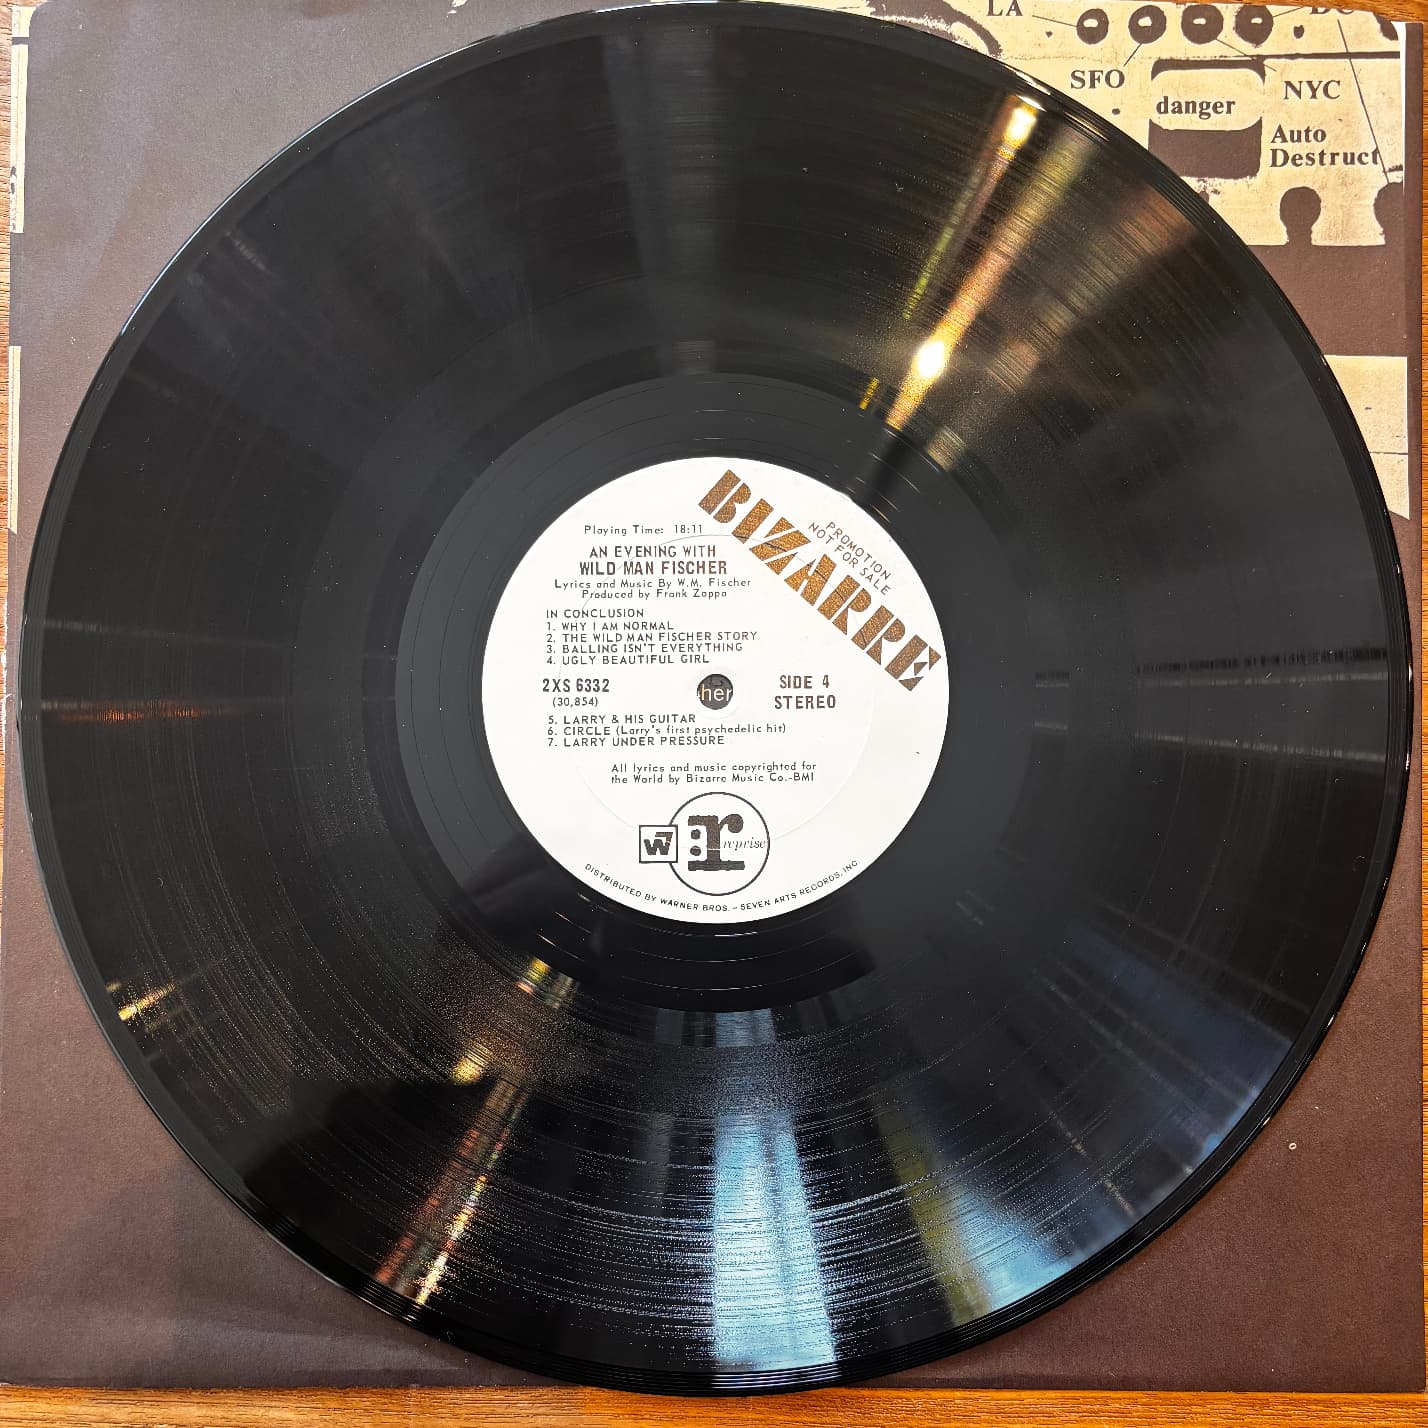 LA
SFO
danger
NYC
Auto
Destruct
BIZARRE
PROMOTION
NOT FOR SALE
Playing Time: 18:11
AN EVENING WITH
WILD MAN FISCHER
Lyrics and Music By W.M. Fischer
Produced by Frank Zappa
IN CONCLUSION
1. WHY I AM NORMAL
2. THE WILD MAN FISCHER STORY
3. BALLING ISN'T EVERYTHING
4. UGLY BEAUTIFUL GIRL
2XS 6332
(30,854)
her
SIDE 4
STEREO
5. LARRY & HIS GUITAR
6. CIRCLE (Larry's first psychedelic hit)
7. LARRY UNDER PRESSURE
All lyrics and music copyrighted for
the World by Bizarre Music Co.-BMI
W7
r: reprise
DISTRIBUTED BY WARNER BROS. – SEVEN ARTS RECORDS, INC.